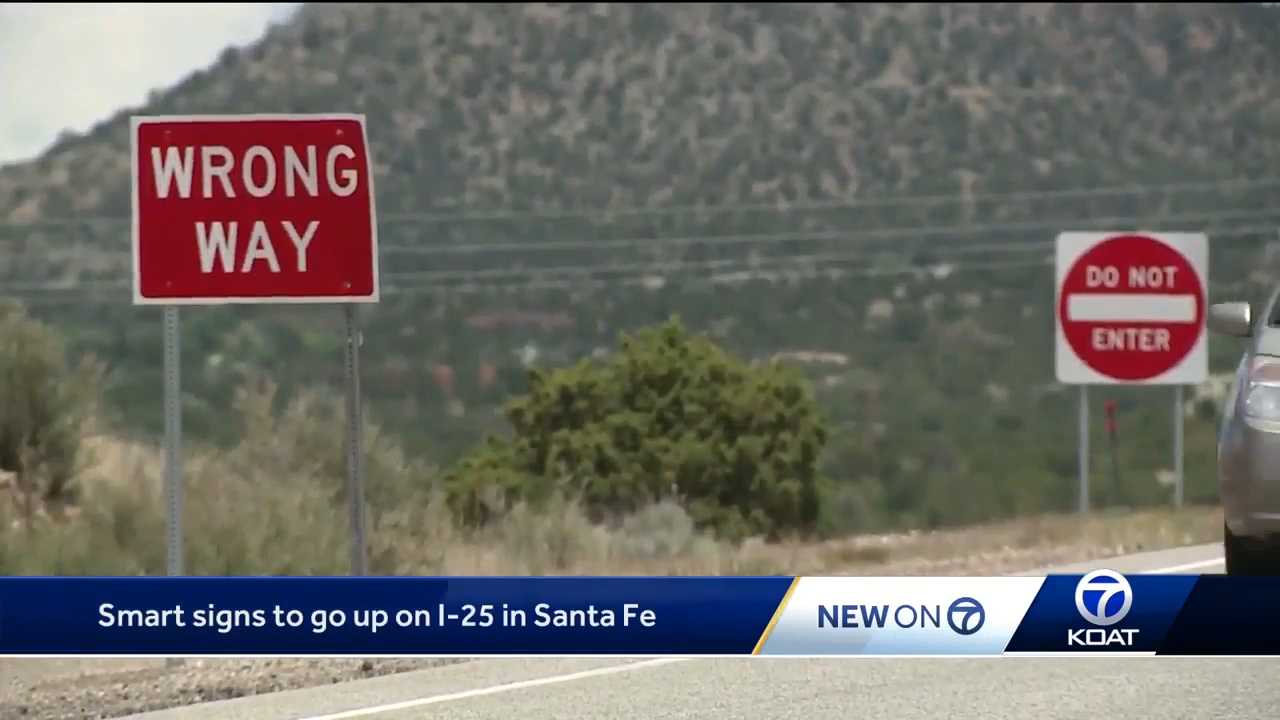 WRONG
WAY
DO NOT
ENTER
Smart signs to go up on I-25 in Santa Fe
NEW ON 7
7
KOAT